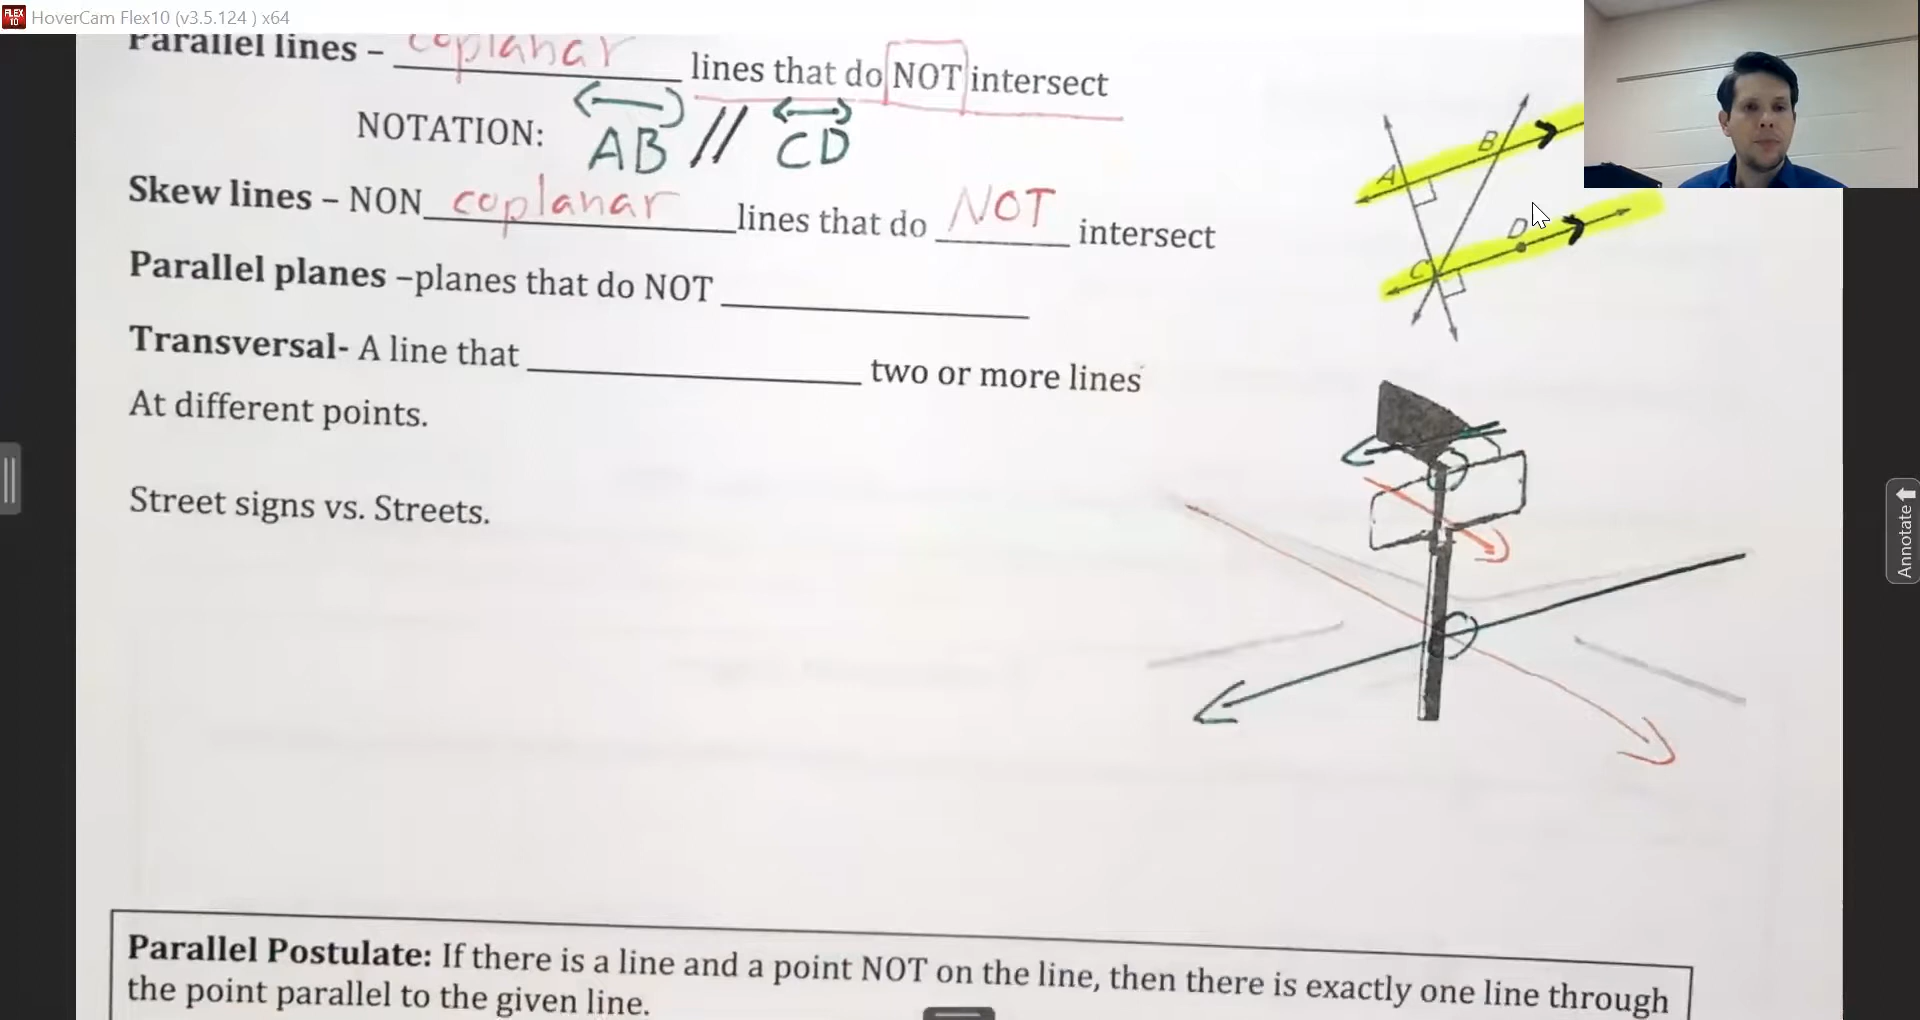 FLEX 10 HoverCam Flex10 (v3.5.124 ) x64
Parallel lines – coplanar lines that do NOT intersect
NOTATION: AB // CD
Skew lines – NON coplanar lines that do NOT intersect
Parallel planes –planes that do NOT
Transversal- A line that two or more lines
At different points.
Street signs vs. Streets.
A
B
C
D
Annotate
Parallel Postulate: If there is a line and a point NOT on the line, then there is exactly one line through
the point parallel to the given line.